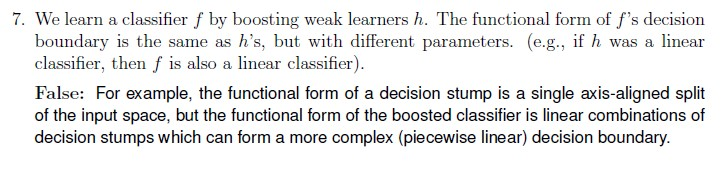 7. We learn a classifier f by boosting weak learners h. The functional form of f's decision
boundary is the same as h's, but with different parameters. (e.g., if h was a linear
classifier, then f is also a linear classifier).
False: For example, the functional form of a decision stump is a single axis-aligned split
of the input space, but the functional form of the boosted classifier is linear combinations of
decision stumps which can form a more complex (piecewise linear) decision boundary.